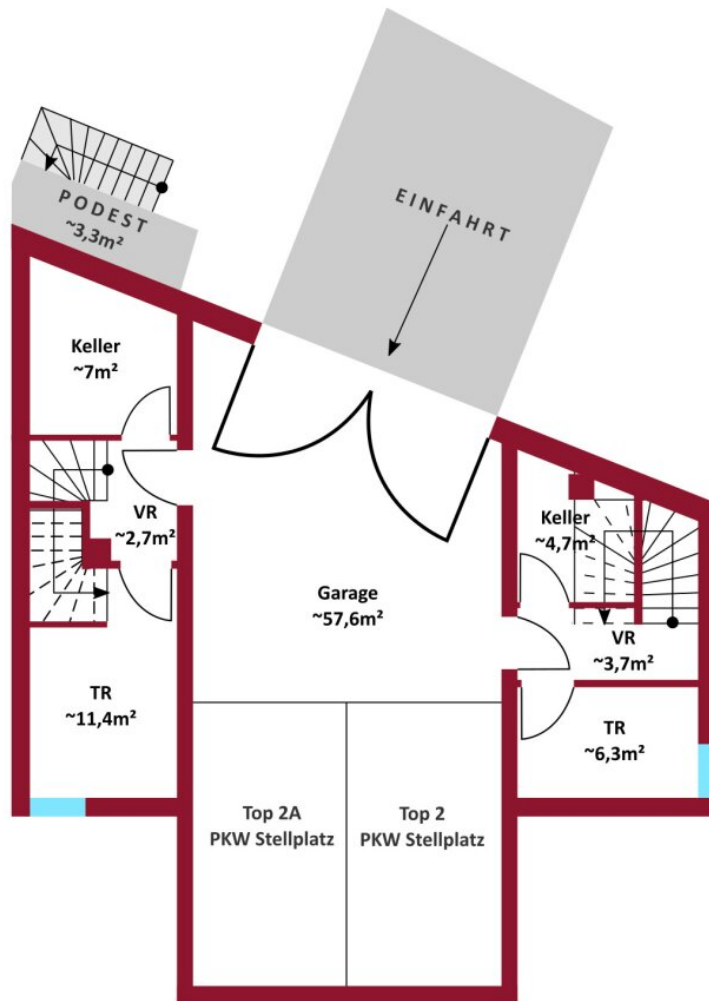 PODEST
~3,3m²
EINFAHRT
Keller
~7m²
VR
~2,7m²
TR
~11,4m²
Garage
~57,6m²
Keller
~4,7m²
VR
~3,7m²
TR
~6,3m²
Top 2A
PKW Stellplatz
Top 2
PKW Stellplatz